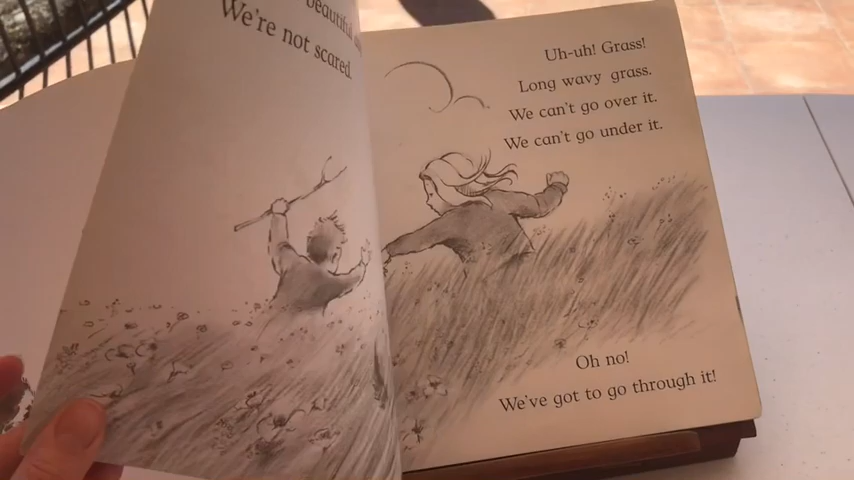 beautiful
We're not scared.
Uh-uh! Grass!
Long wavy grass.
We can't go over it.
We can't go under it.
Oh no!
We've got to go through it!